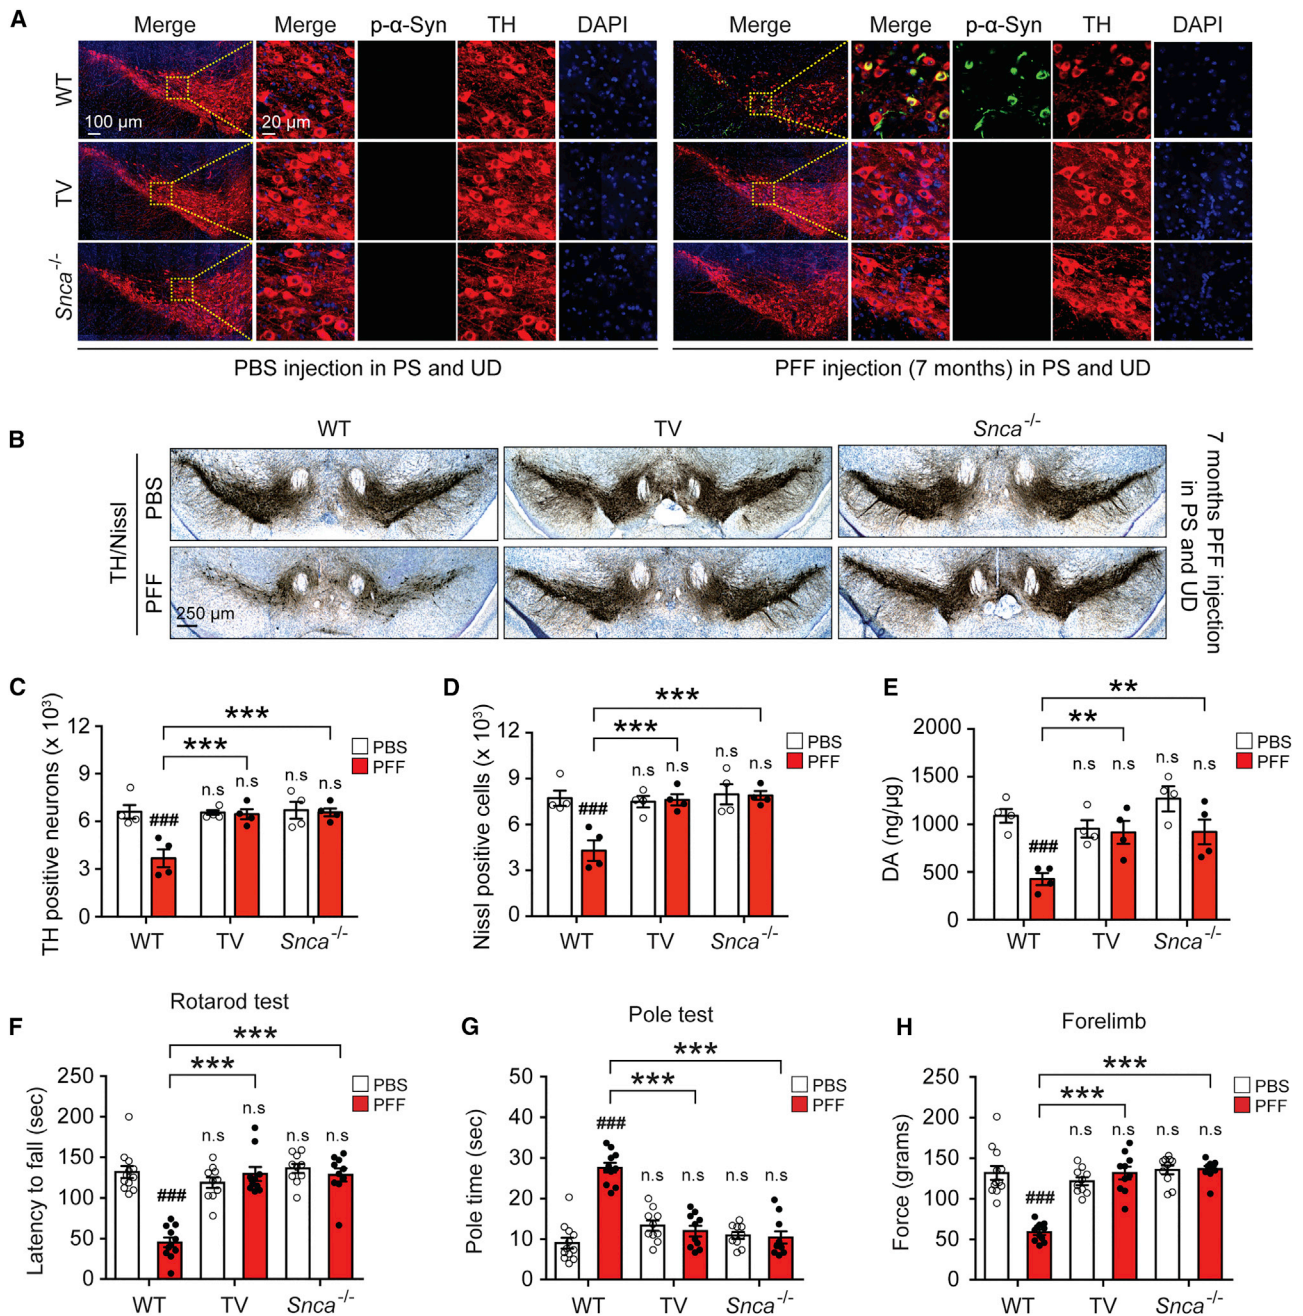 A
Merge Merge p-α-Syn TH DAPI Merge Merge p-α-Syn TH DAPI
WT
100 µm 20 µm
TV
Snca-/-
PBS injection in PS and UD PFF injection (7 months) in PS and UD
B
WT TV Snca-/-
TH/Nissl
PBS
PFF
250 µm
7 months PFF injection
in PS and UD
C
TH positive neurons (x 10³)
12
9
6
3
0
***
***
n.s n.s n.s n.s
###
PBS
PFF
WT TV Snca-/-
D
Nissl positive cells (x 10³)
12
9
6
3
0
***
***
n.s n.s n.s n.s
###
PBS
PFF
WT TV Snca-/-
E
DA (ng/µg)
2000
1500
1000
500
0
**
**
n.s n.s n.s n.s
###
PBS
PFF
WT TV Snca-/-
F
Rotarod test
Latency to fall (sec)
250
200
150
100
50
0
***
***
n.s n.s n.s n.s
###
PBS
PFF
WT TV Snca-/-
G
Pole test
Pole time (sec)
50
40
30
20
10
0
***
***
###
n.s n.s n.s n.s
PBS
PFF
WT TV Snca-/-
H
Forelimb
Force (grams)
250
200
150
100
50
0
***
***
n.s n.s n.s n.s
###
PBS
PFF
WT TV Snca-/-